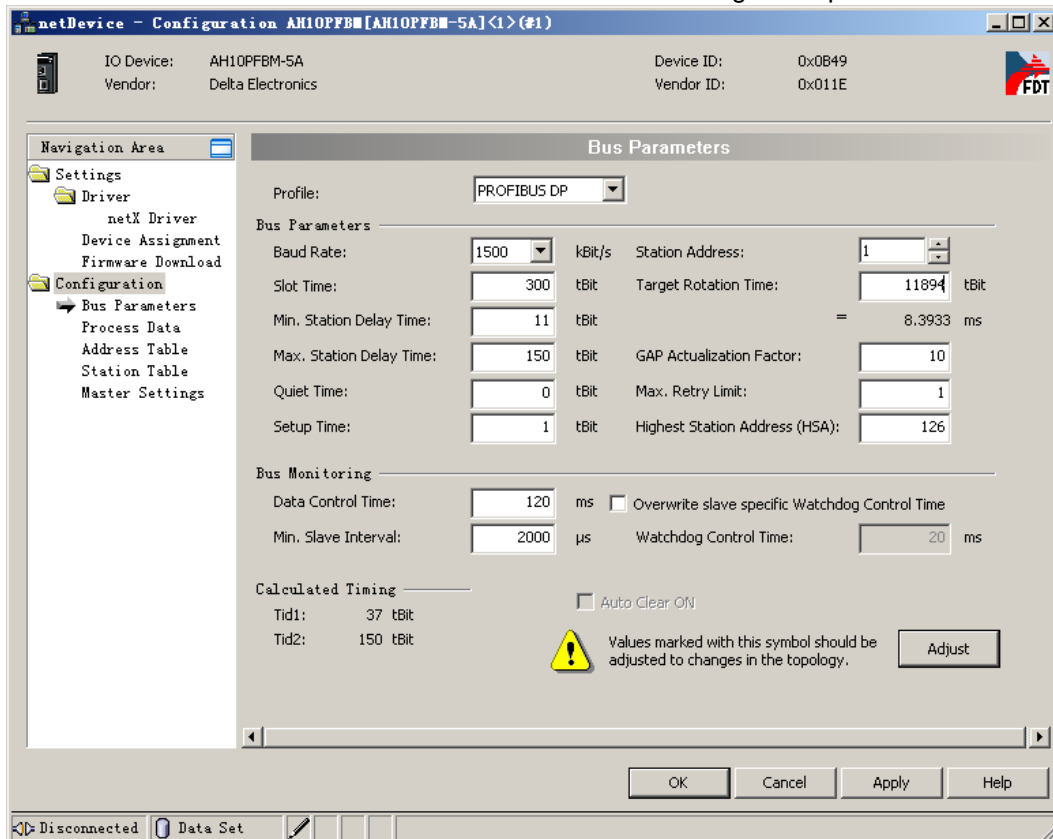 netDevice - Configuration AH10PFBM[AH10PFBM-5A]<1>(#1)
IO Device: AH10PFBM-5A Device ID: 0x0B49
Vendor: Delta Electronics Vendor ID: 0x011E
FDT
Navigation Area
Settings
Driver
netX Driver
Device Assignment
Firmware Download
Configuration
Bus Parameters
Process Data
Address Table
Station Table
Master Settings
Bus Parameters
Profile: PROFIBUS DP
Bus Parameters
Baud Rate: 1500 kBit/s Station Address: 1
Slot Time: 300 tBit Target Rotation Time: 11894 tBit
Min. Station Delay Time: 11 tBit = 8.3933 ms
Max. Station Delay Time: 150 tBit GAP Actualization Factor: 10
Quiet Time: 0 tBit Max. Retry Limit: 1
Setup Time: 1 tBit Highest Station Address (HSA): 126
Bus Monitoring
Data Control Time: 120 ms Overwrite slave specific Watchdog Control Time
Min. Slave Interval: 2000 µs Watchdog Control Time: 20 ms
Calculated Timing
Auto Clear ON
Tid1: 37 tBit
Tid2: 150 tBit
Values marked with this symbol should be
adjusted to changes in the topology.
Adjust
OK Cancel Apply Help
Disconnected Data Set